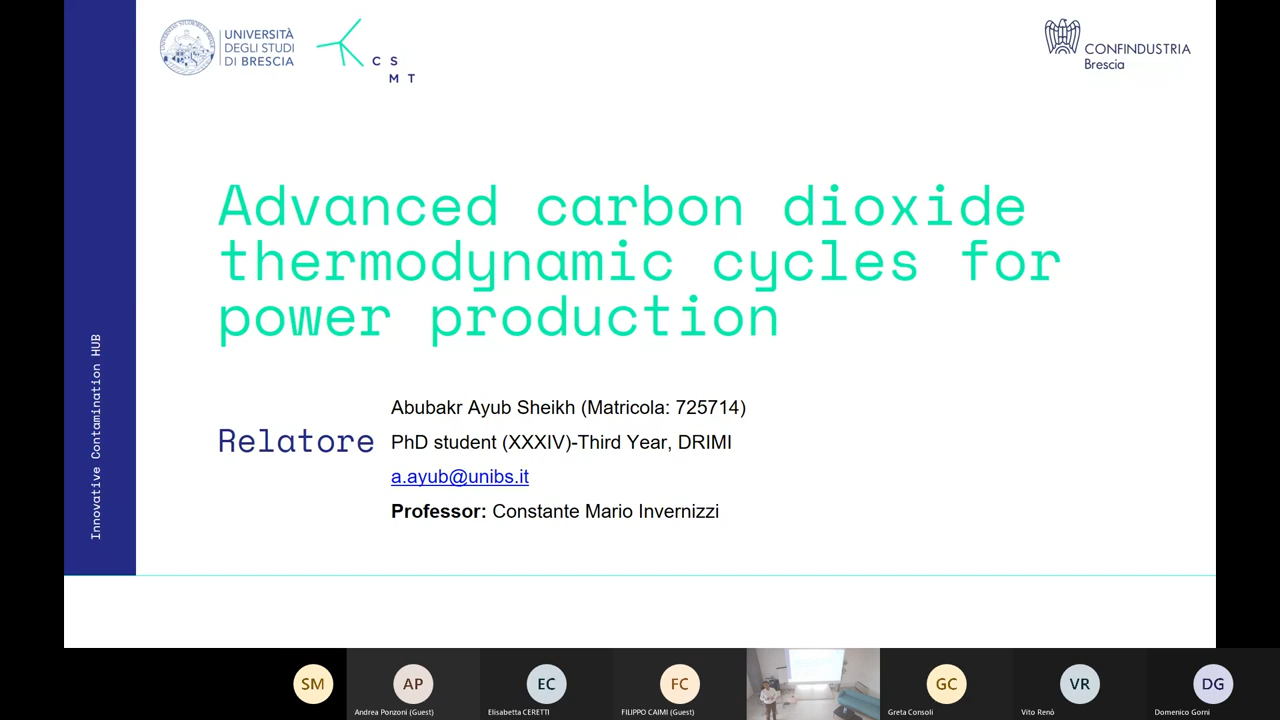 UNIVERSITÀ
DEGLI STUDI
DI BRESCIA
C S
M T
CONFINDUSTRIA
Brescia
Advanced carbon dioxide
thermodynamic cycles for
power production
Innovative Contamination HUB
Relatore
Abubakr Ayub Sheikh (Matricola: 725714)
PhD student (XXXIV)-Third Year, DRIMI
a.ayub@unibs.it
Professor: Constante Mario Invernizzi
SM
AP
EC
FC
GC
VR
DG
Andrea Ponzoni (Guest)
Elisabetta CERETTI
FILIPPO CAIMI (Guest)
Greta Consoli
Vito Renò
Domenico Gorni